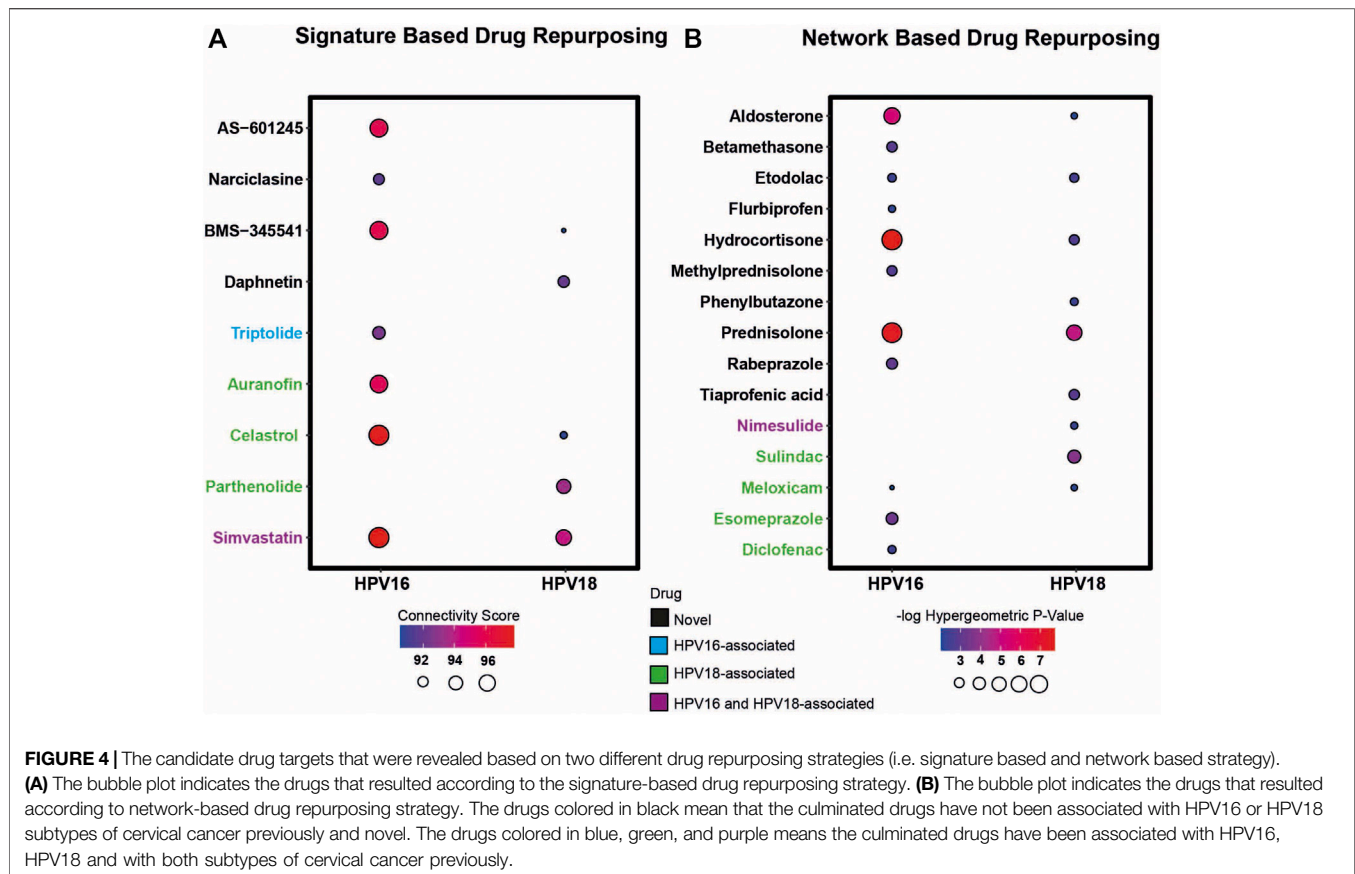 A Signature Based Drug Repurposing
AS-601245
Narciclasine
BMS-345541
Daphnetin
Triptolide
Auranofin
Celastrol
Parthenolide
Simvastatin
HPV16 HPV18
Connectivity Score
92 94 96
B Network Based Drug Repurposing
Aldosterone
Betamethasone
Etodolac
Flurbiprofen
Hydrocortisone
Methylprednisolone
Phenylbutazone
Prednisolone
Rabeprazole
Tiaprofenic acid
Nimesulide
Sulindac
Meloxicam
Esomeprazole
Diclofenac
HPV16 HPV18
Drug
Novel
HPV16-associated
HPV18-associated
HPV16 and HPV18-associated
-log Hypergeometric P-Value
3 4 5 6 7
FIGURE 4 | The candidate drug targets that were revealed based on two different drug repurposing strategies (i.e. signature based and network based strategy).
(A) The bubble plot indicates the drugs that resulted according to the signature-based drug repurposing strategy. (B) The bubble plot indicates the drugs that resulted
according to network-based drug repurposing strategy. The drugs colored in black mean that the culminated drugs have not been associated with HPV16 or HPV18
subtypes of cervical cancer previously and novel. The drugs colored in blue, green, and purple means the culminated drugs have been associated with HPV16,
HPV18 and with both subtypes of cervical cancer previously.